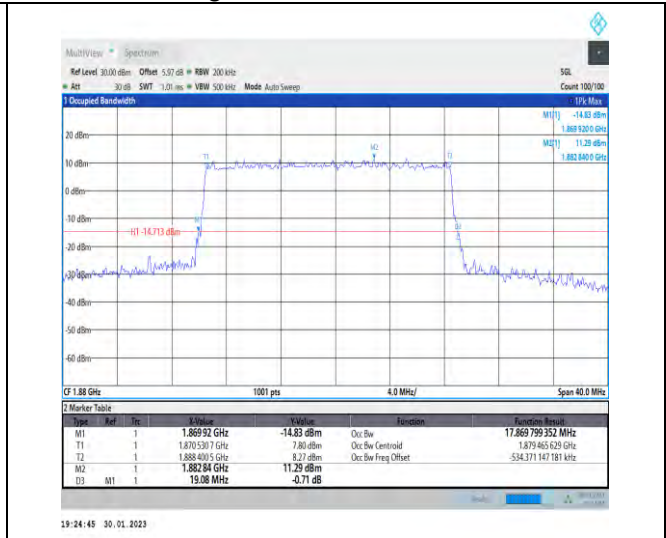 MultiView Spectrum
Ref Level 30.00 dBm Offset 5.97 dB RBW 200 kHz SGL
Att 30 dB SWT 1.01 ms VBW 500 kHz Mode Auto Sweep Count 100/100
1 Occupied Bandwidth 1Pk Max
M1[1] -14.83 dBm
1.869 920 0 GHz
20 dBm M2[1] 11.29 dBm
1.882 840 0 GHz
M2
T1
10 dBm
0 dBm
-10 dBm
H1 -14.713 dBm
-20 dBm
-30 dBm
-40 dBm
-50 dBm
-60 dBm
CF 1.88 GHz 1001 pts 4.0 MHz/ Span 40.0 MHz
2 Marker Table
Type Ref Trc X-Value Y-Value Function Function Result
M1 1 1.869 92 GHz -14.83 dBm Occ Bw 17.869 799 352 MHz
T1 1 1.870 530 7 GHz 7.80 dBm Occ Bw Centroid 1.879 465 629 GHz
T2 1 1.888 400 5 GHz 8.27 dBm Occ Bw Freq Offset -534.371 147 181 kHz
M2 1 1.882 84 GHz 11.29 dBm
D3 M1 1 19.08 MHz -0.71 dB
19:24:45 30.01.2023